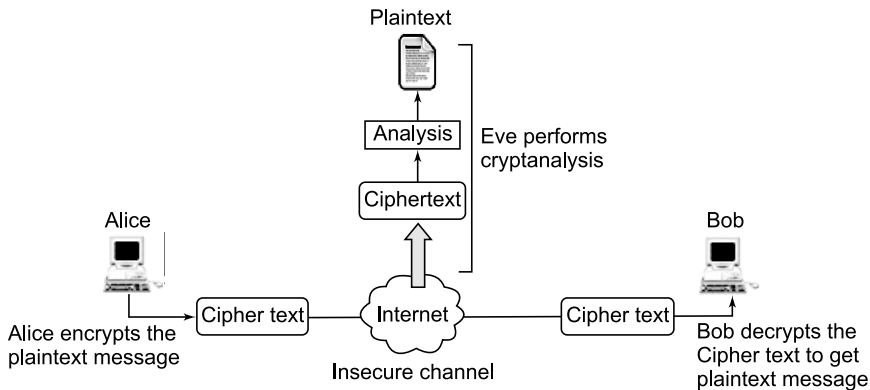 Plaintext
Analysis
Eve performs
cryptanalysis
Ciphertext
Alice
Bob
Cipher text
Internet
Cipher text
Alice encrypts the
plaintext message
Insecure channel
Bob decrypts the
Cipher text to get
plaintext message